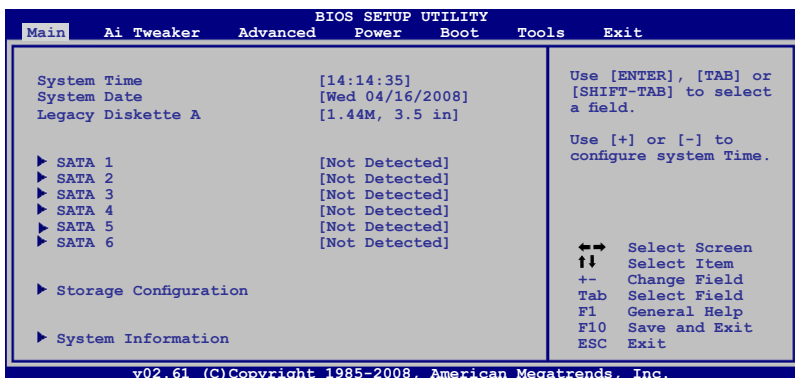 BIOS SETUP UTILITY
Main Ai Tweaker Advanced Power Boot Tools Exit
System Time [14:14:35]
System Date [Wed 04/16/2008]
Legacy Diskette A [1.44M, 3.5 in]
SATA 1 [Not Detected]
SATA 2 [Not Detected]
SATA 3 [Not Detected]
SATA 4 [Not Detected]
SATA 5 [Not Detected]
SATA 6 [Not Detected]
Storage Configuration
System Information
Use [ENTER], [TAB] or
[SHIFT-TAB] to select
a field.
Use [+] or [-] to
configure system Time.
←→ Select Screen
↑↓ Select Item
+- Change Field
Tab Select Field
F1 General Help
F10 Save and Exit
ESC Exit
v02.61 (C)Copyright 1985-2008, American Megatrends, Inc.